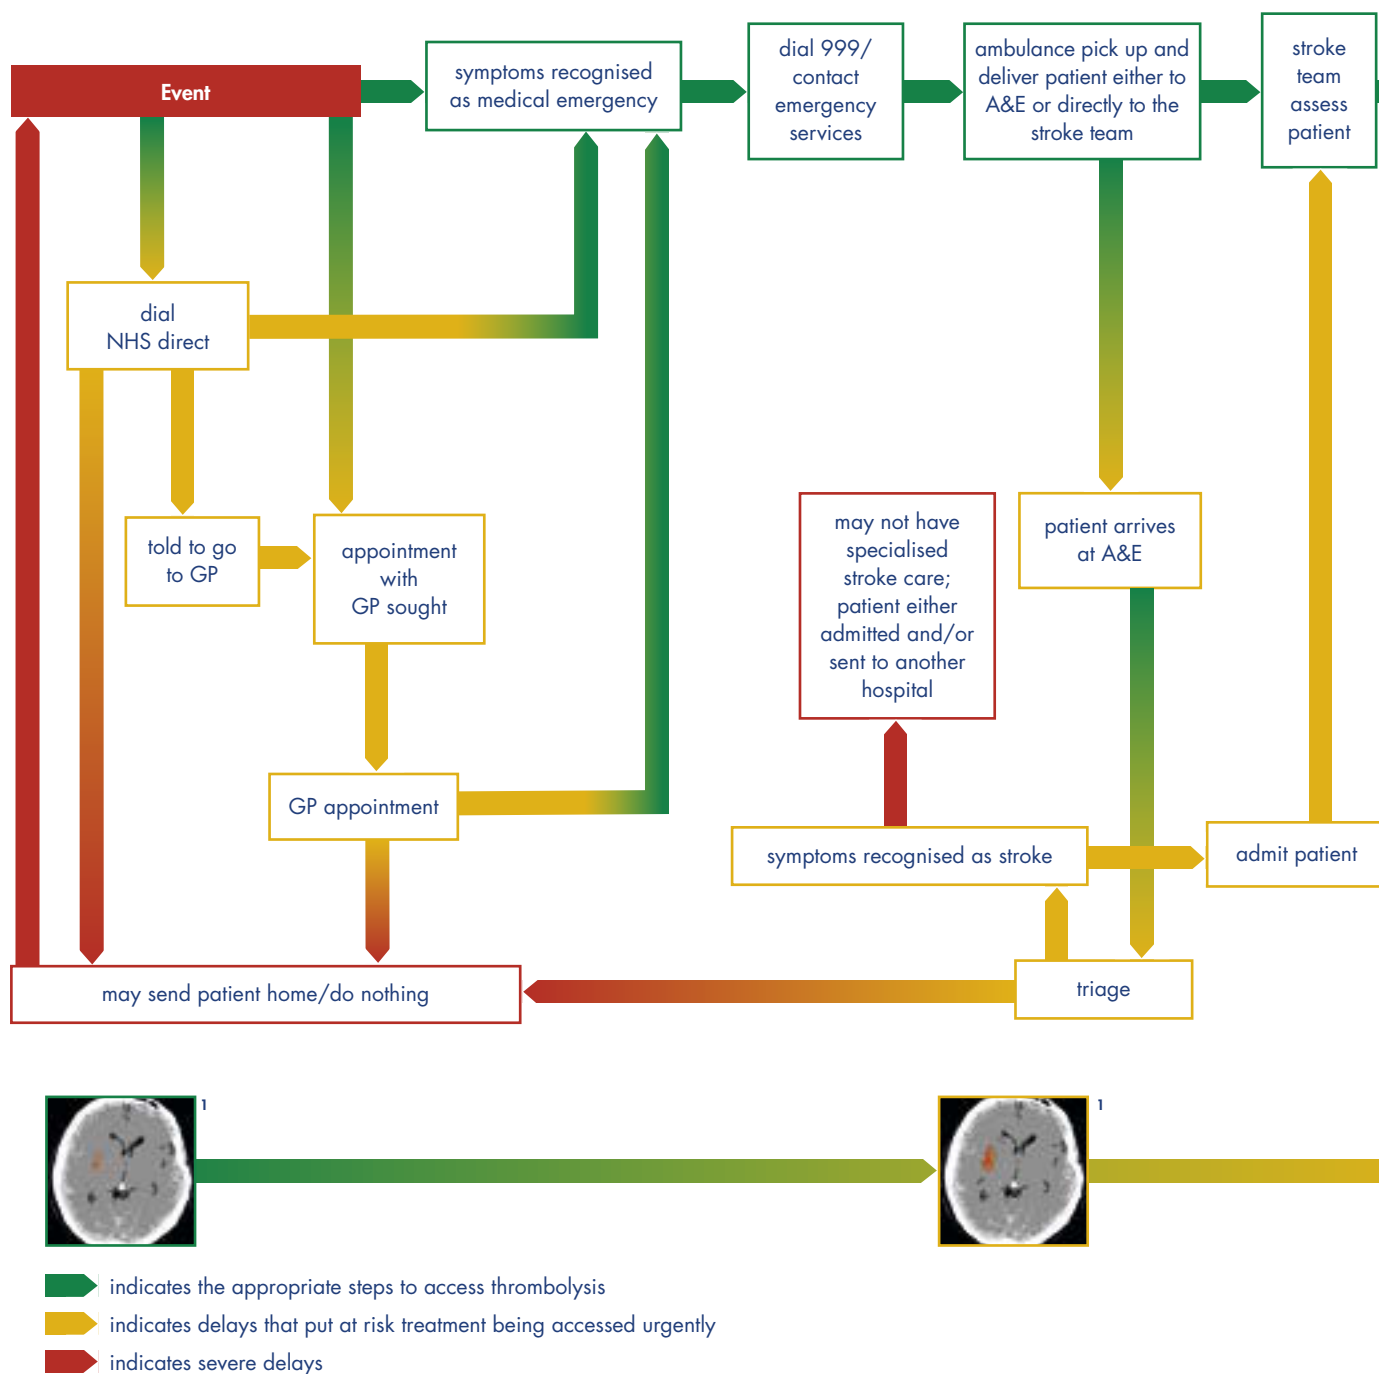 Event
symptoms recognised
as medical emergency
dial 999/
contact
emergency
services
ambulance pick up and
deliver patient either to
A&E or directly to the
stroke team
stroke
team
assess
patient
dial
NHS direct
told to go
to GP
appointment
with
GP sought
may not have
specialised
stroke care;
patient either
admitted and/or
sent to another
hospital
patient arrives
at A&E
GP appointment
symptoms recognised as stroke
admit patient
may send patient home/do nothing
triage
1
1
indicates the appropriate steps to access thrombolysis
indicates delays that put at risk treatment being accessed urgently
indicates severe delays